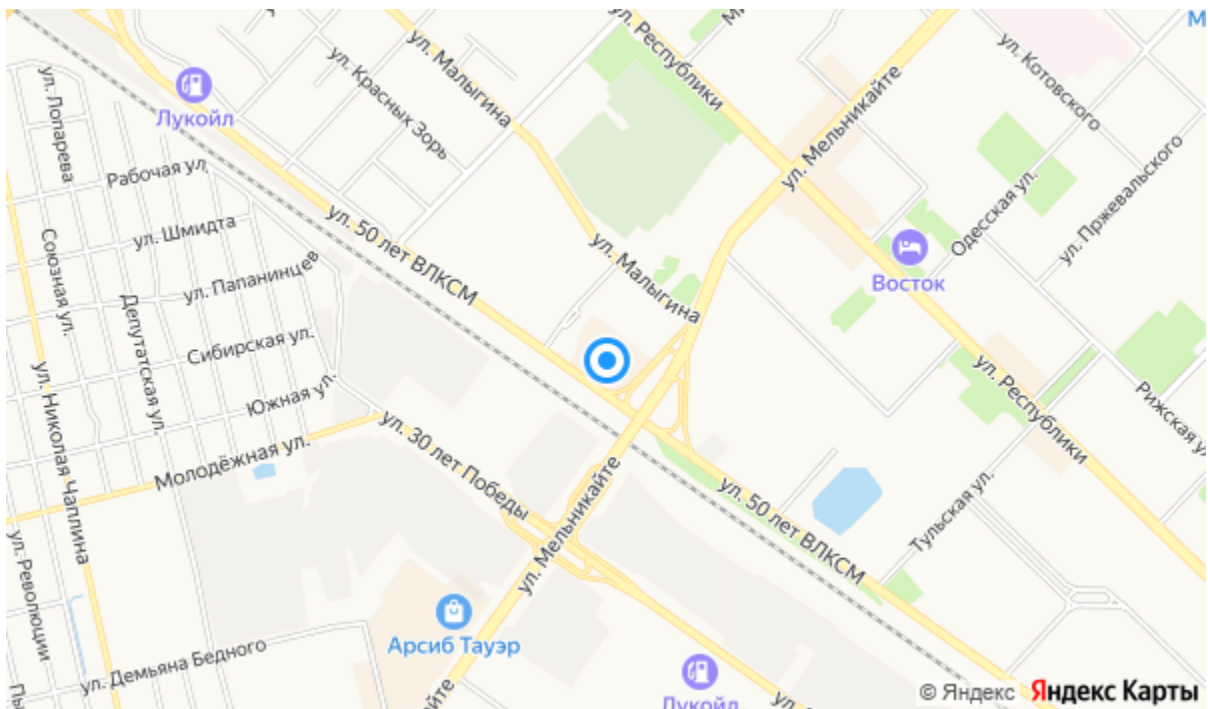 ул. Республики
М
ул. Малыгина
ул. Мельникайте
ул. Котовского
ул. Красных Зорь
ул. Лопарева
Лукойл
Рабочая ул.
ул. Пржевальского
Одесская ул.
ул. 50 лет ВЛКСМ
ул. Шмидта
Союзная ул.
ул. Малыгина
Восток
ул. Папанинцев
Депутатская ул.
Сибирская ул.
ул. Николая Чаплина
Южная ул.
ул. Республики
Рижская ул.
Молодёжная ул.
ул. 30 лет Победы
ул. Мельникайте
ул. 50 лет ВЛКСМ
Тульская ул.
ул. Революции
Арсиб Тауэр
ул. Демьяна Бедного
Лукойл
© Яндекс Яндекс Карты